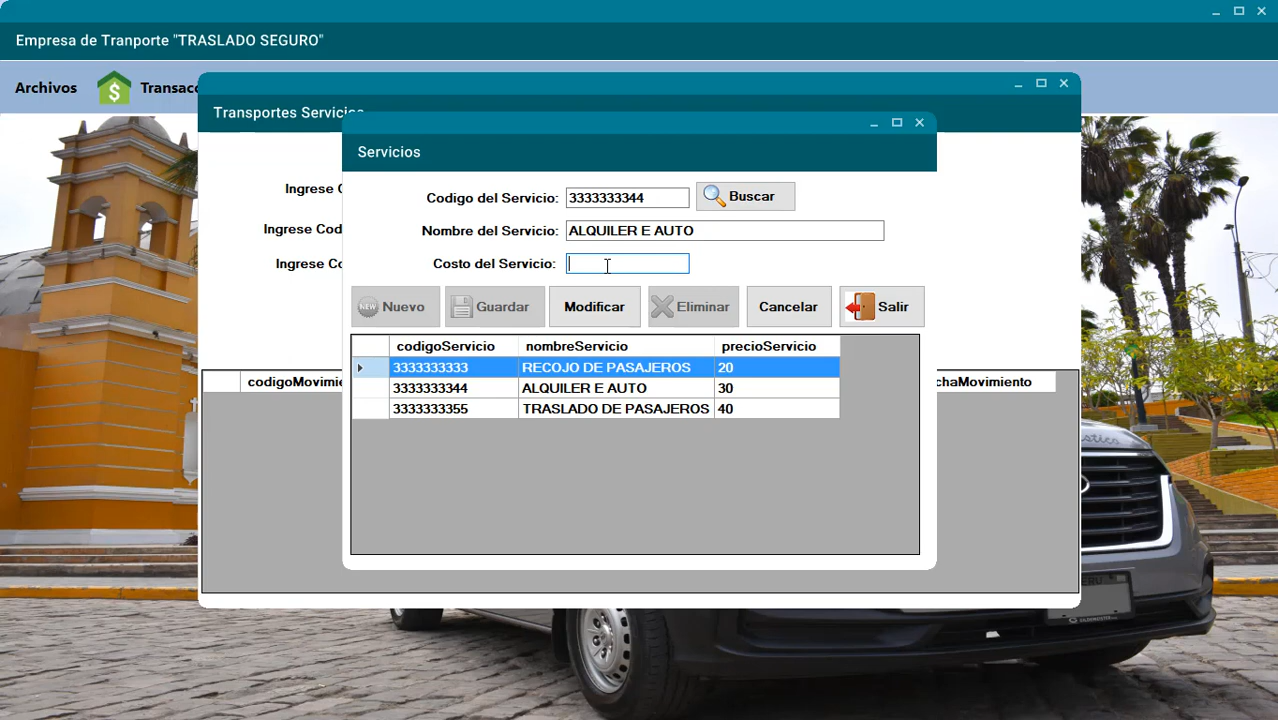 Empresa de Tranporte "TRASLADO SEGURO"
Archivos
Transacc
Transportes Servicios
Servicios
Ingrese C
Ingrese Cod
Ingrese Co
Codigo del Servicio: 3333333344 Buscar
Nombre del Servicio: ALQUILER E AUTO
Costo del Servicio:
NEW Nuevo Guardar Modificar Eliminar Cancelar Salir
codigoServicio nombreServicio precioServicio
3333333333 RECOJO DE PASAJEROS 20
3333333344 ALQUILER E AUTO 30
3333333355 TRASLADO DE PASAJEROS 40
codigoMovimie
chaMovimiento